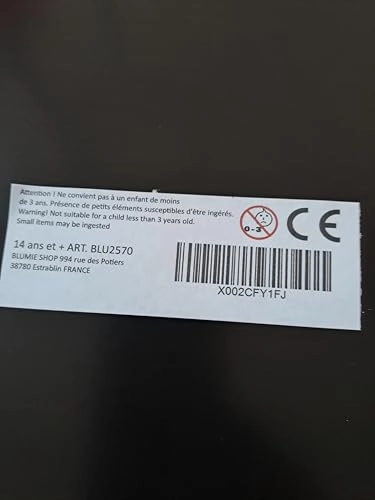 Attention ! Ne convient pas à un enfant de moins
de 3 ans. Présence de petits éléments susceptibles d'être ingérés.
Warning! Not suitable for a child less than 3 years old.
Small items may be ingested
0-3
CE
14 ans et + ART. BLU2570
BLUMIE SHOP 994 rue des Potiers
38780 Estrablin FRANCE
X002CFY1FJ